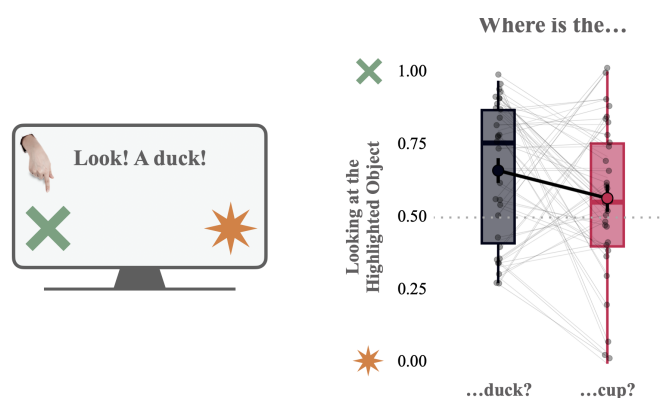 Look! A duck!
Where is the...
Looking at the
Highlighted Object
1.00
0.75
0.50
0.25
0.00
...duck?
...cup?